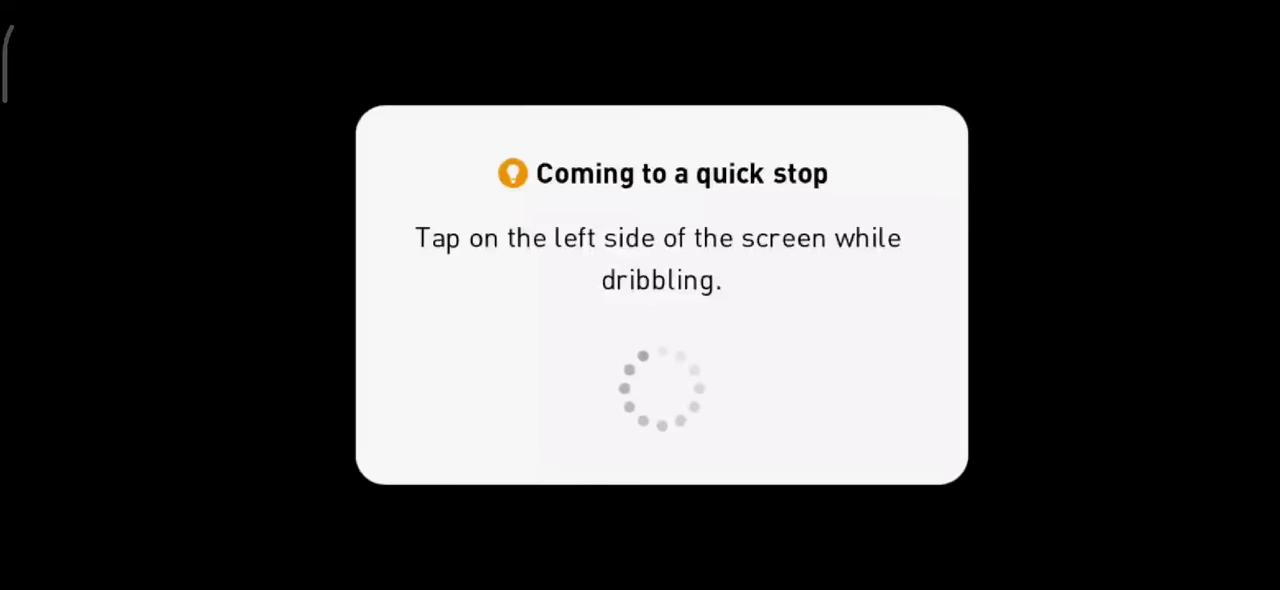 Coming to a quick stop
Tap on the left side of the screen while
dribbling.